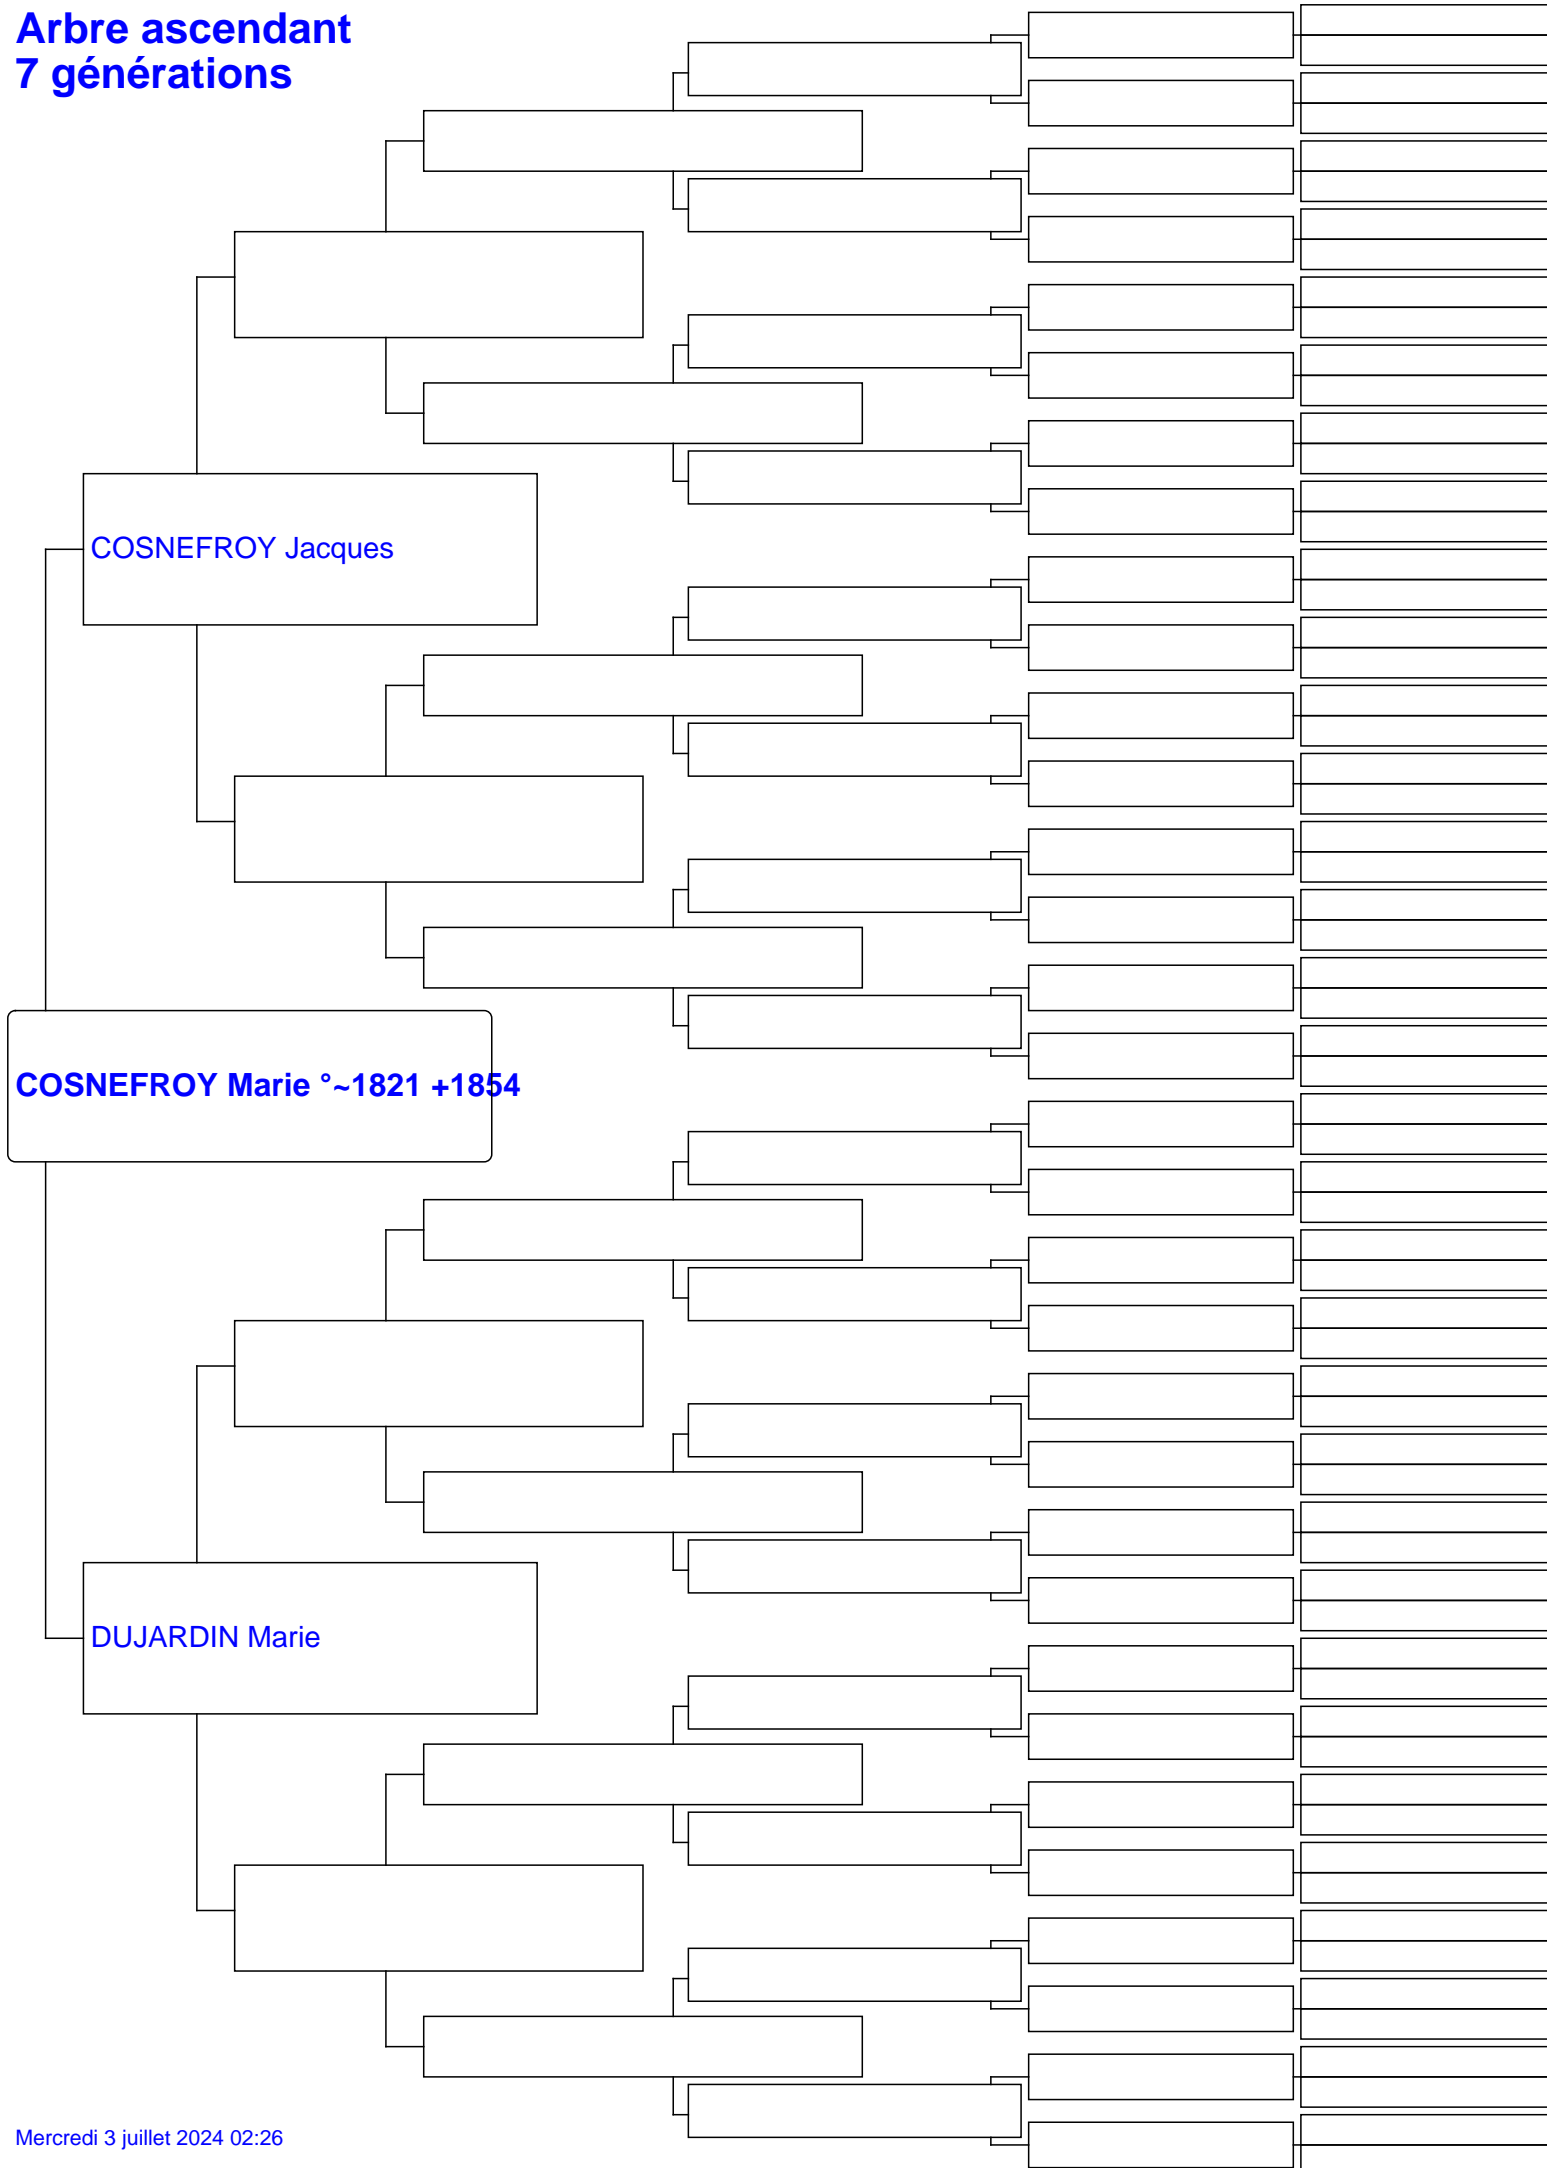 Arbre ascendant
7 générations
COSNEFROY Jacques
COSNEFROY Marie °~1821 +1854
DUJARDIN Marie
Mercredi 3 juillet 2024 02:26